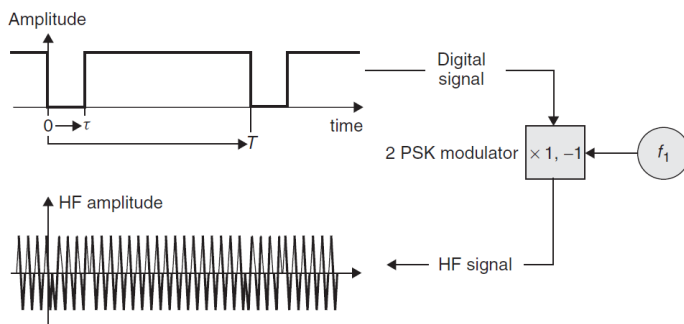 Amplitude
Digital
signal
0
τ
time
T
2 PSK modulator
× 1, −1
f₁
HF amplitude
HF signal